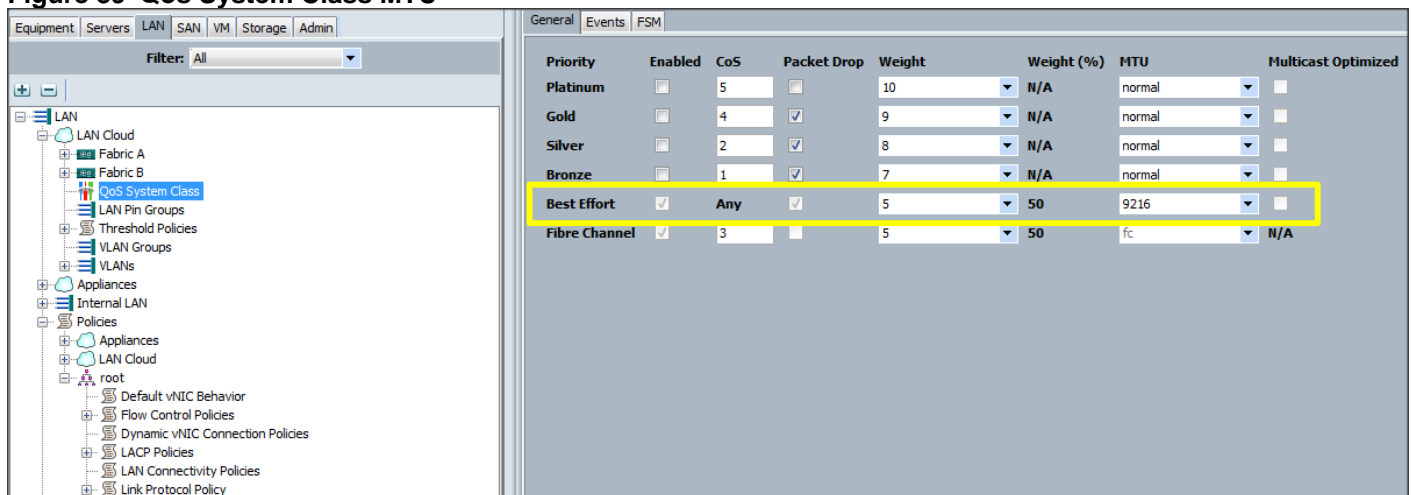 Figure 39 QoS System Class MTU
Equipment Servers LAN SAN VM Storage Admin
Filter: All
LAN
LAN Cloud
Fabric A
Fabric B
QoS System Class
LAN Pin Groups
Threshold Policies
VLAN Groups
VLANs
Appliances
Internal LAN
Policies
Appliances
LAN Cloud
root
Default vNIC Behavior
Flow Control Policies
Dynamic vNIC Connection Policies
LACP Policies
LAN Connectivity Policies
Link Protocol Policy
General Events FSM
Priority Enabled CoS Packet Drop Weight Weight (%) MTU Multicast Optimized
Platinum 5 10 N/A normal
Gold 4 9 N/A normal
Silver 2 8 N/A normal
Bronze 1 7 N/A normal
Best Effort Any 5 50 9216
Fibre Channel 3 5 50 fc N/A